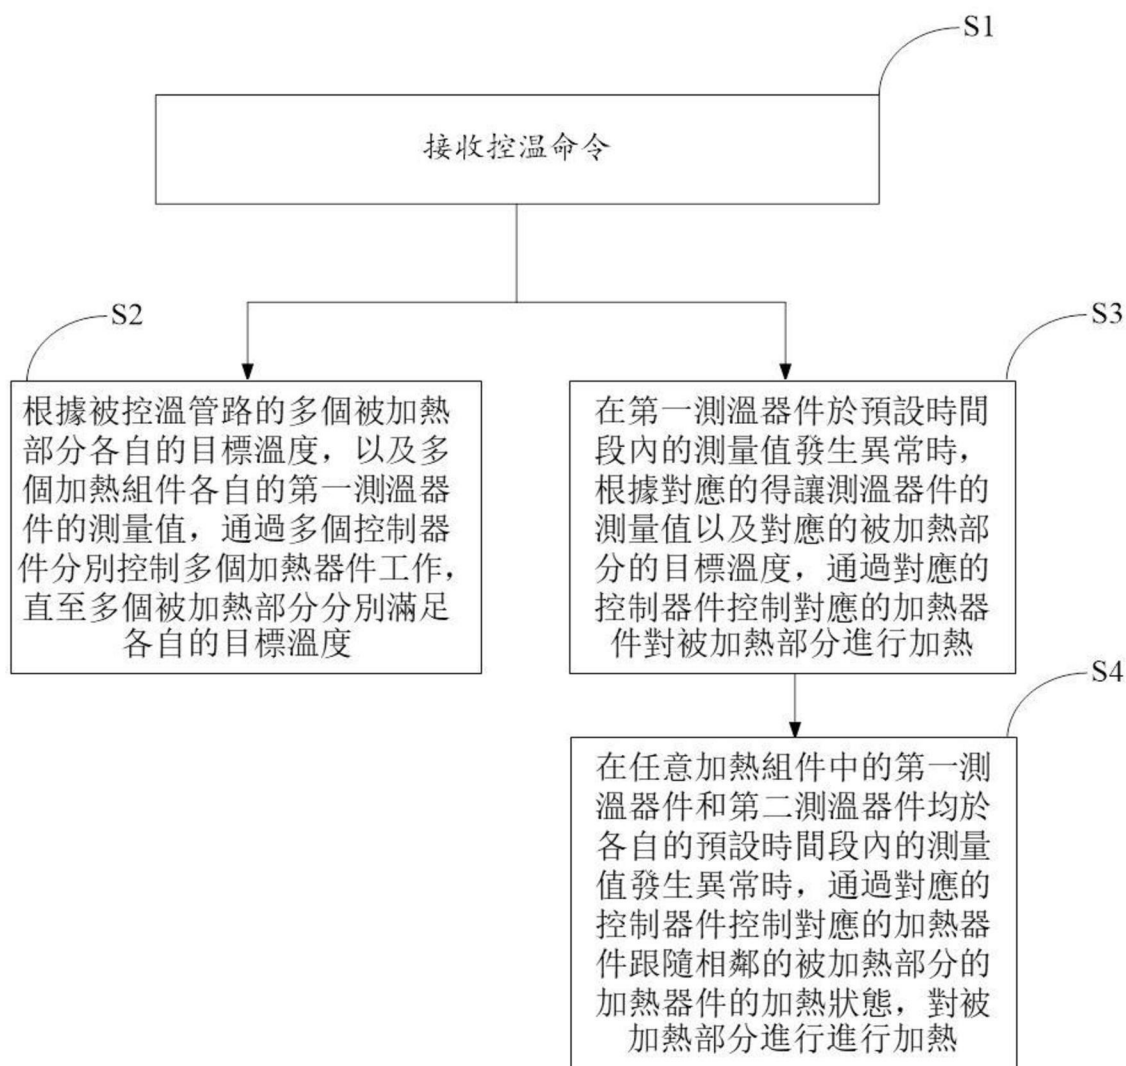 S1
接收控溫命令
S2
根據被控溫管路的多個被加熱
部分各自的目標溫度，以及多
個加熱組件各自的第一測溫器
件的測量值，通過多個控制器
件分別控制多個加熱器件工作，
直至多個被加熱部分分別滿足
各自的目標溫度
S3
在第一測溫器件於預設時間
段內的測量值發生異常時，
根據對應的得讓測溫器件的
測量值以及對應的被加熱部
分的目標溫度，通過對應的
控制器件控制對應的加熱器
件對被加熱部分進行加熱
S4
在任意加熱組件中的第一測
溫器件和第二測溫器件均於
各自的預設時間段內的測量
值發生異常時，通過對應的
控制器件控制對應的加熱器
件跟隨相鄰的被加熱部分的
加熱器件的加熱狀態，對被
加熱部分進行進行加熱